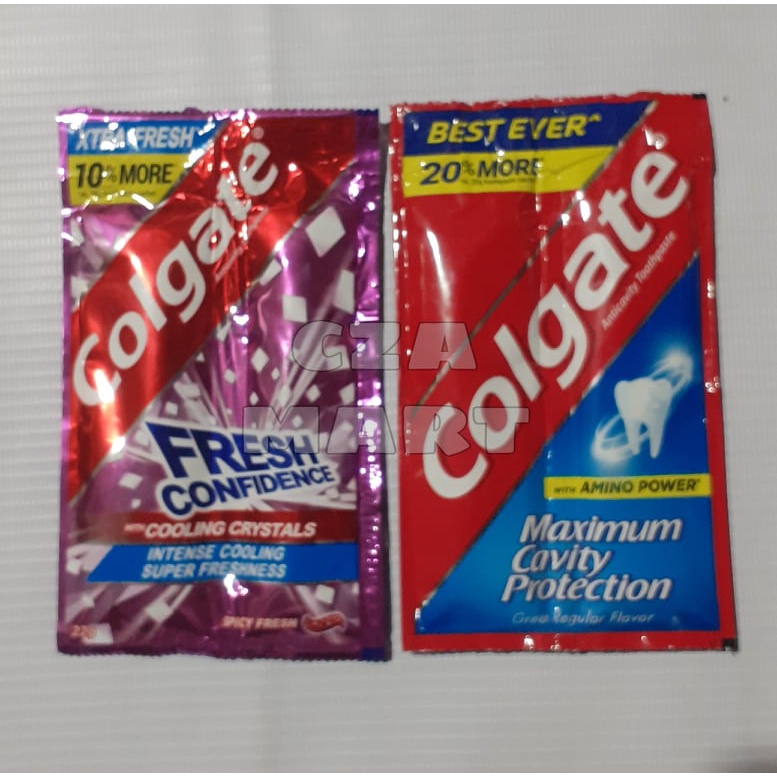 XTRA FRESH
10% MORE
Colgate®
FRESH
CONFIDENCE
WITH COOLING CRYSTALS
INTENSE COOLING
SUPER FRESHNESS
SPICY FRESH
BEST EVER^
20% MORE
Colgate®
Anticavity Toothpaste
WITH AMINO POWER*
Maximum
Cavity
Protection
Great Regular Flavor
CZA
MART